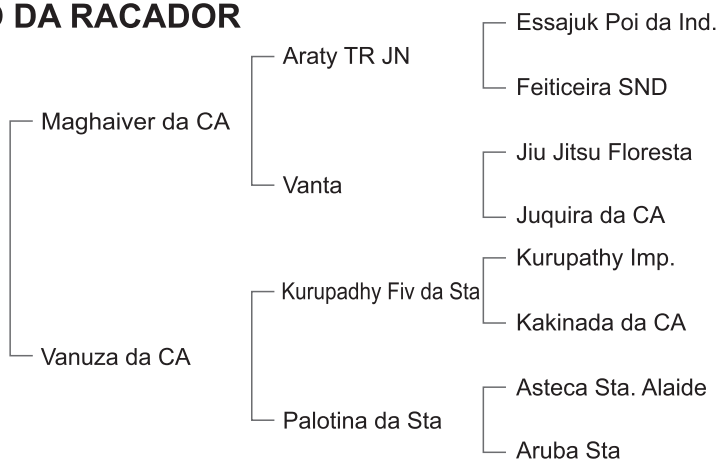 DA RACADOR
Essajuk Poi da Ind.
Araty TR JN
Feiticeira SND
Maghaiver da CA
Jiu Jitsu Floresta
Vanta
Juquira da CA
Kurupathy Imp.
Kurupadhy Fiv da Sta
Kakinada da CA
Vanuza da CA
Asteca Sta. Alaide
Palotina da Sta
Aruba Sta